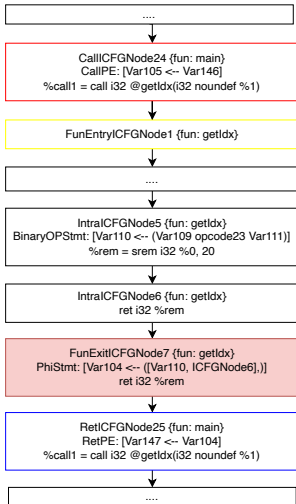 ....
CallICFGNode24 {fun: main}
CallPE: [Var105 <-- Var146]
%call1 = call i32 @getIdx(i32 noundef %1)
FunEntryICFGNode1 {fun: getIdx}
....
IntraICFGNode5 {fun: getIdx}
BinaryOPStmt: [Var110 <-- (Var109 opcode23 Var111)]
%rem = srem i32 %0, 20
IntraICFGNode6 {fun: getIdx}
ret i32 %rem
FunExitICFGNode7 {fun: getIdx}
PhiStmt: [Var104 <-- ([Var110, ICFGNode6],)]
ret i32 %rem
RetICFGNode25 {fun: main}
RetPE: [Var147 <-- Var104]
%call1 = call i32 @getIdx(i32 noundef %1)
....